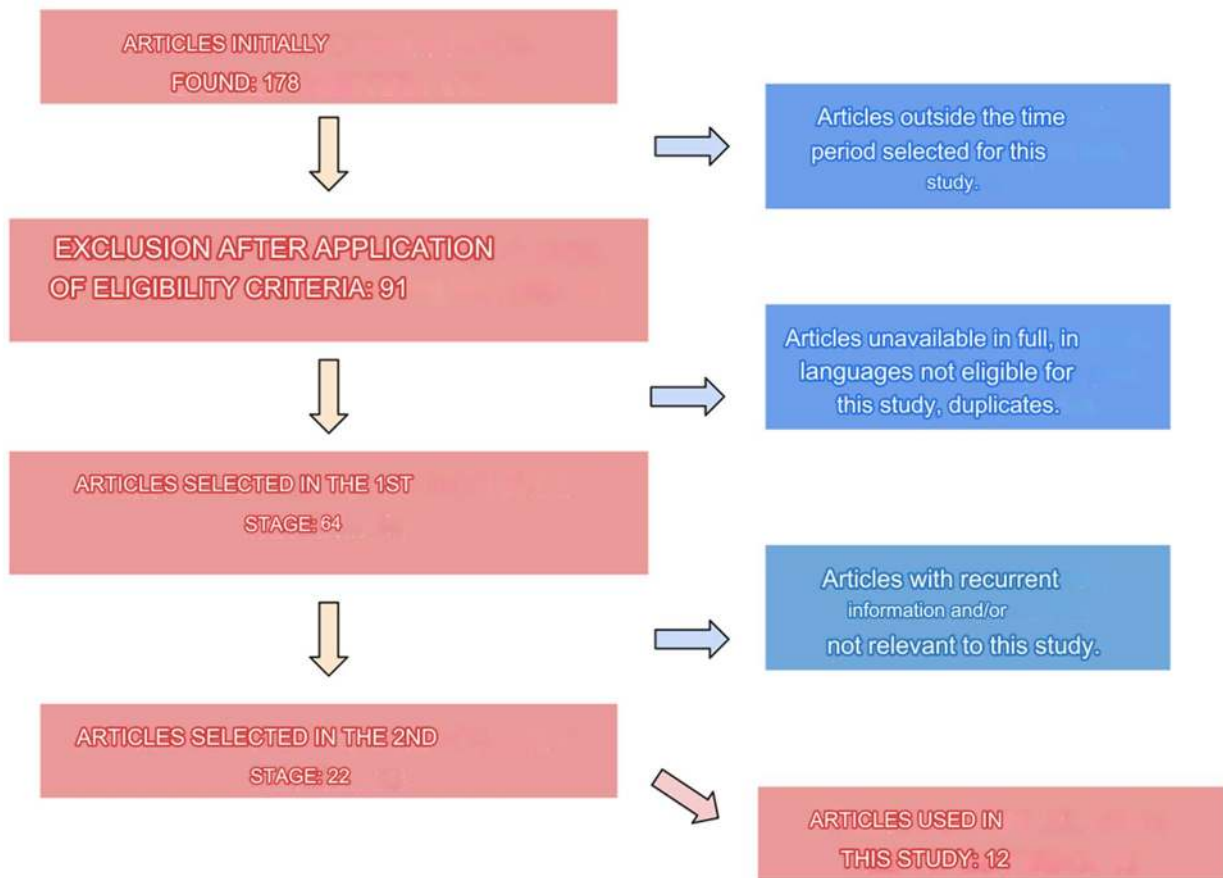 ARTICLES INITIALLY
FOUND: 178
Articles outside the time
period selected for this
study.
EXCLUSION AFTER APPLICATION
OF ELIGIBILITY CRITERIA: 91
Articles unavailable in full, in
languages not eligible for
this study, duplicates.
ARTICLES SELECTED IN THE 1ST
STAGE: 64
Articles with recurrent
information and/or
not relevant to this study.
ARTICLES SELECTED IN THE 2ND
STAGE: 22
ARTICLES USED IN
THIS STUDY: 12